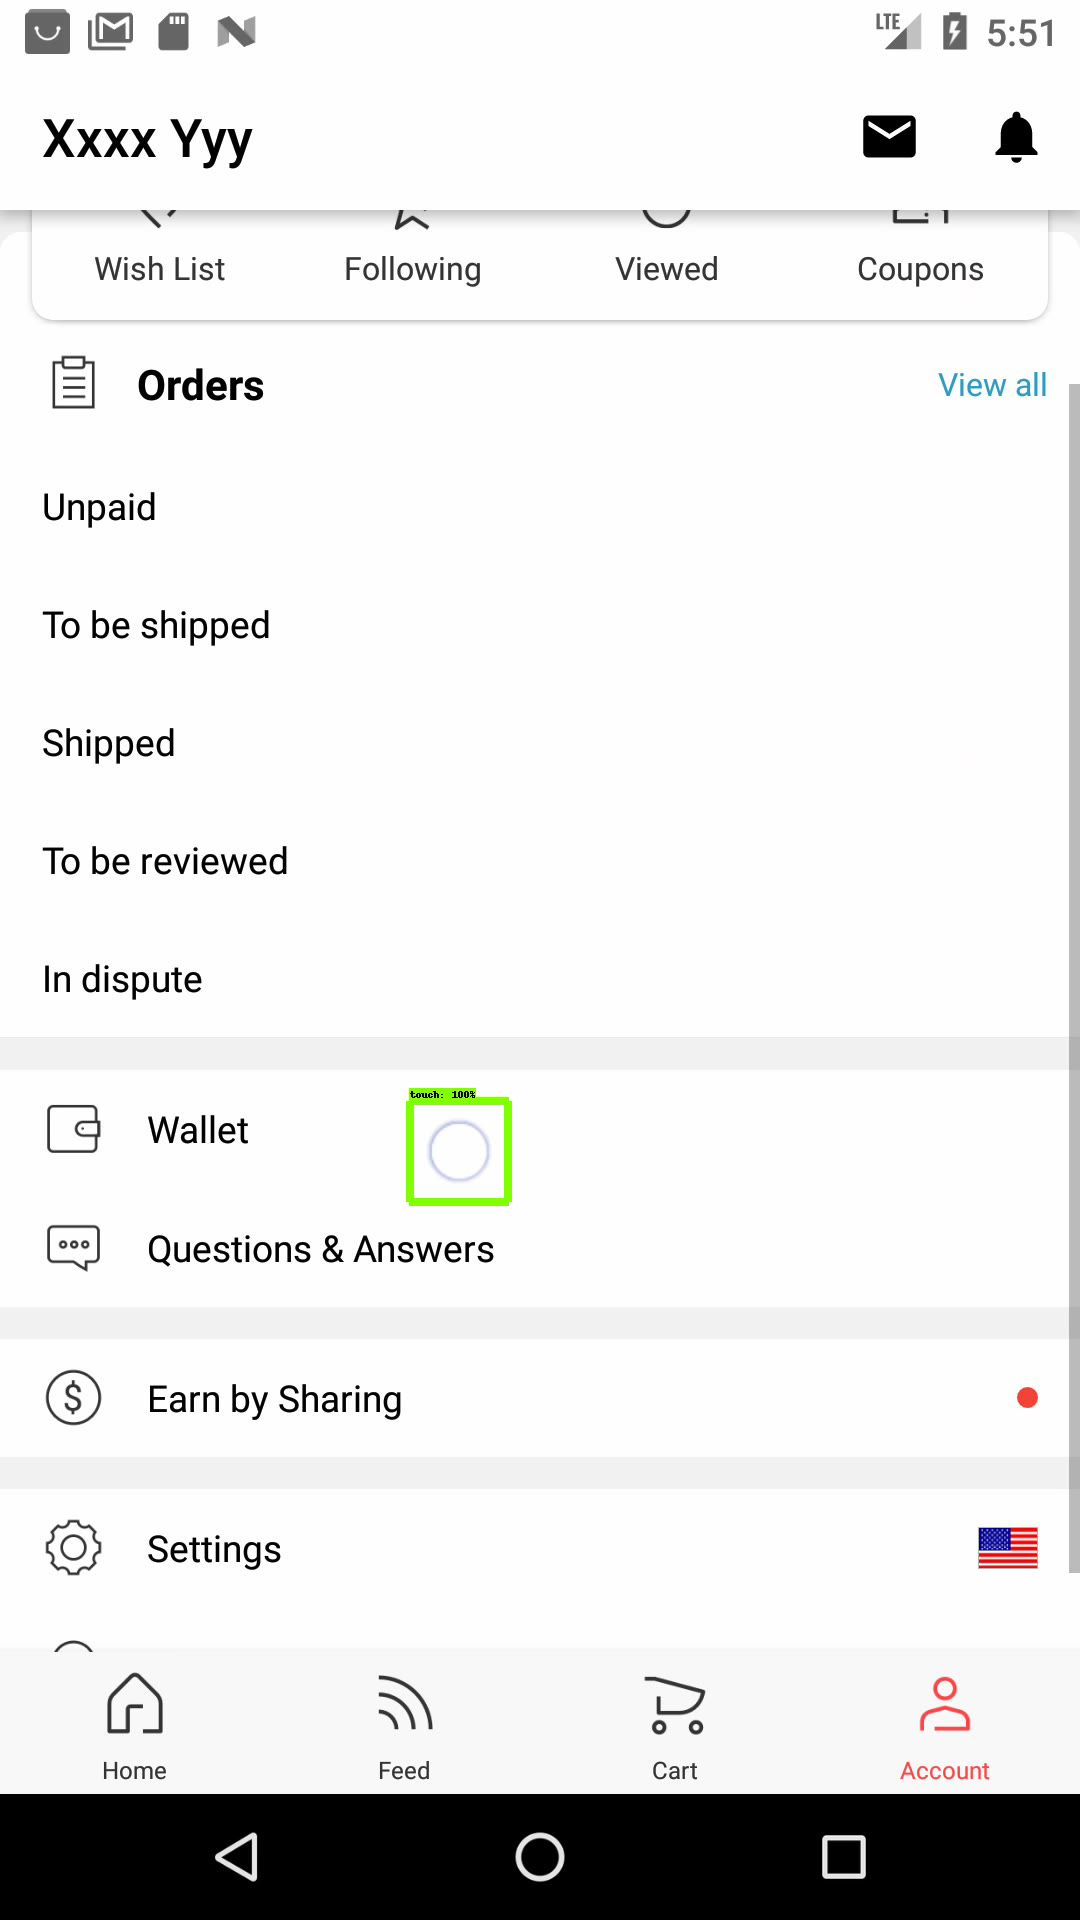 LTE 5:51
Xxxx Yyy
Wish List Following Viewed Coupons
Orders View all
Unpaid
To be shipped
Shipped
To be reviewed
In dispute
touch: 100%
Wallet
Questions & Answers
Earn by Sharing
Settings
Home Feed Cart Account